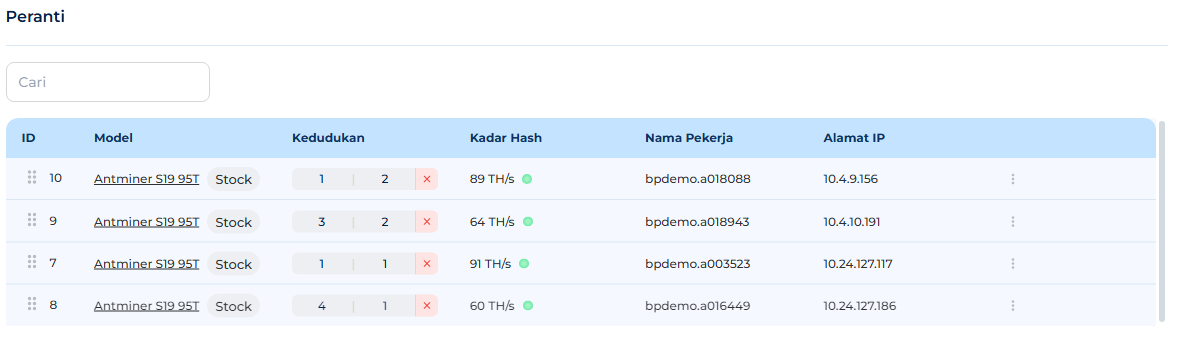 Peranti
Cari
ID Model Kedudukan Kadar Hash Nama Pekerja Alamat IP
10 Antminer S19 95T Stock 1 | 2 × 89 TH/s bpdemo.a018088 10.4.9.156
9 Antminer S19 95T Stock 3 | 2 × 64 TH/s bpdemo.a018943 10.4.10.191
7 Antminer S19 95T Stock 1 | 1 × 91 TH/s bpdemo.a003523 10.24.127.117
8 Antminer S19 95T Stock 4 | 1 × 60 TH/s bpdemo.a016449 10.24.127.186